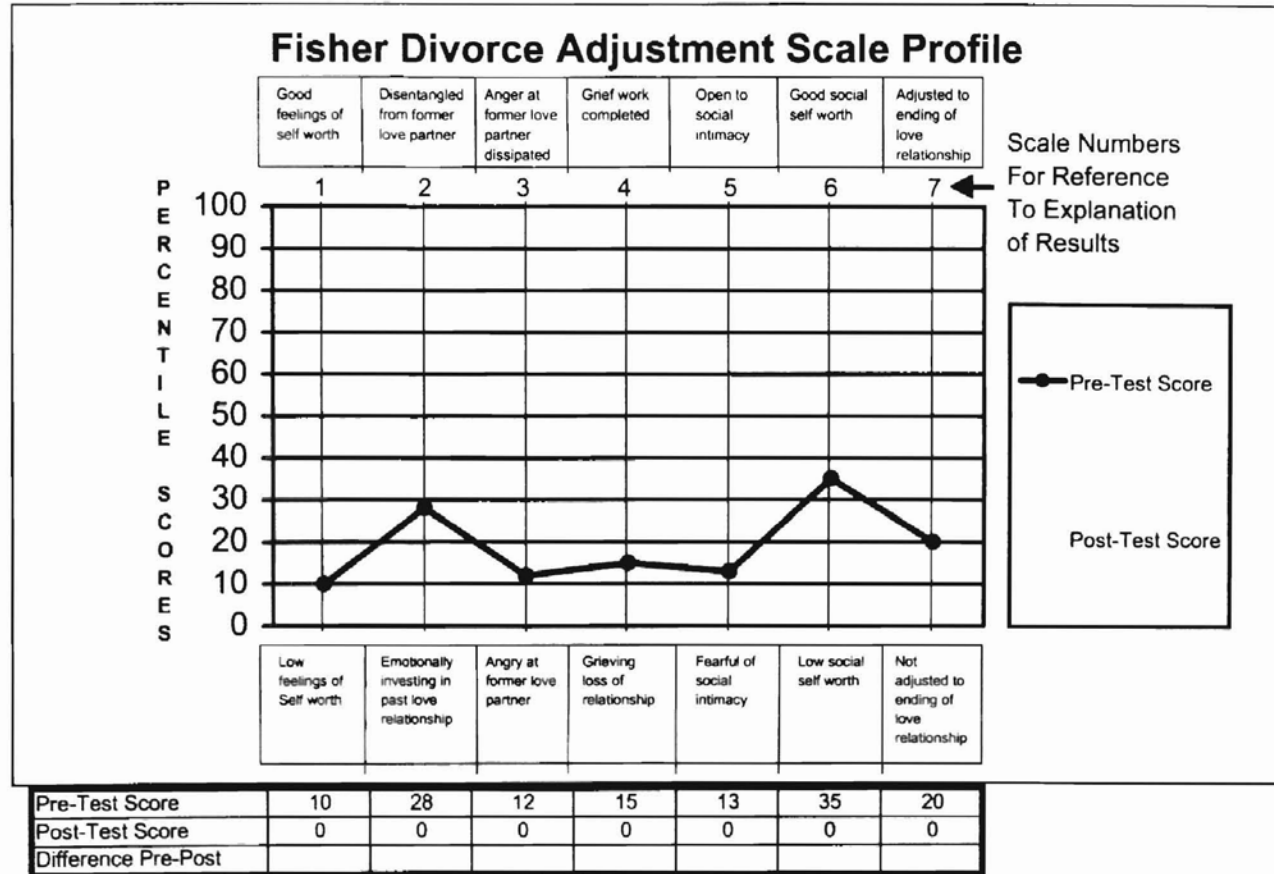 Fisher Divorce Adjustment Scale Profile
Good feelings of self worth
Disentangled from former love partner
Anger at former love partner dissipated
Grief work completed
Open to social intimacy
Good social self worth
Adjusted to ending of love relationship
Scale Numbers
For Reference
To Explanation
of Results
1 2 3 4 5 6 7
PERCENTILE SCORES
100
90
80
70
60
50
40
30
20
10
0
Pre-Test Score
Post-Test Score
Low feelings of Self worth
Emotionally investing in past love relationship
Angry at former love partner
Grieving loss of relationship
Fearful of social intimacy
Low social self worth
Not adjusted to ending of love relationship
Pre-Test Score 10 28 12 15 13 35 20
Post-Test Score 0 0 0 0 0 0 0
Difference Pre-Post